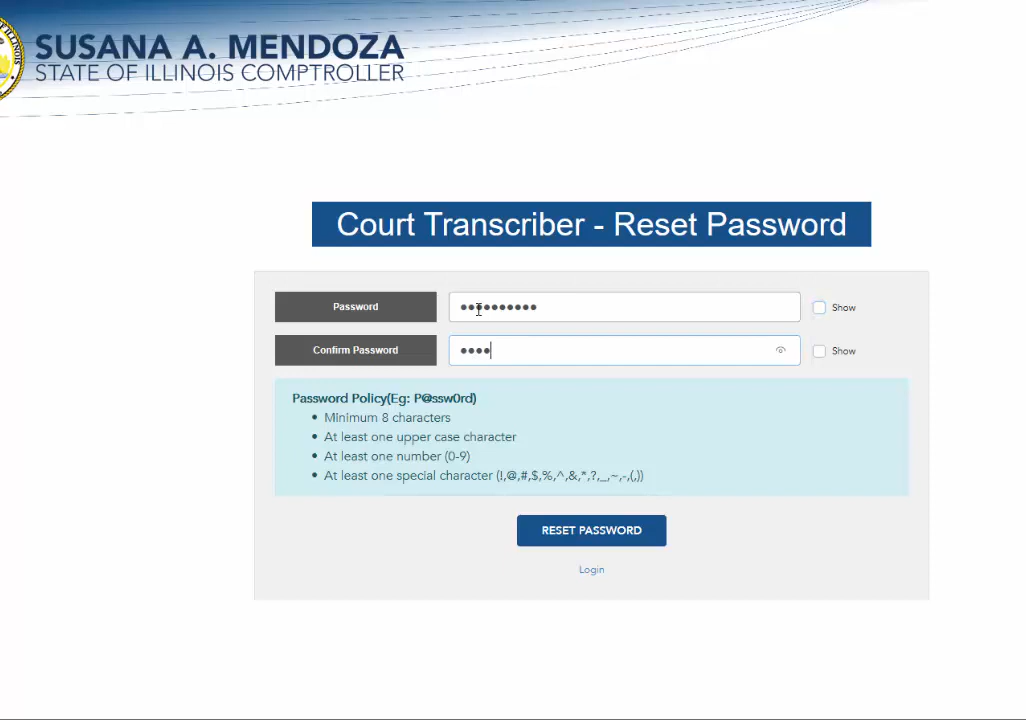 SUSANA A. MENDOZA
STATE OF ILLINOIS COMPTROLLER
Court Transcriber - Reset Password
Password
Show
Confirm Password
Show
Password Policy(Eg: P@ssw0rd)
• Minimum 8 characters
• At least one upper case character
• At least one number (0-9)
• At least one special character (!,@,#,$,%,^,&,*,?,_,~,-,(,))
RESET PASSWORD
Login